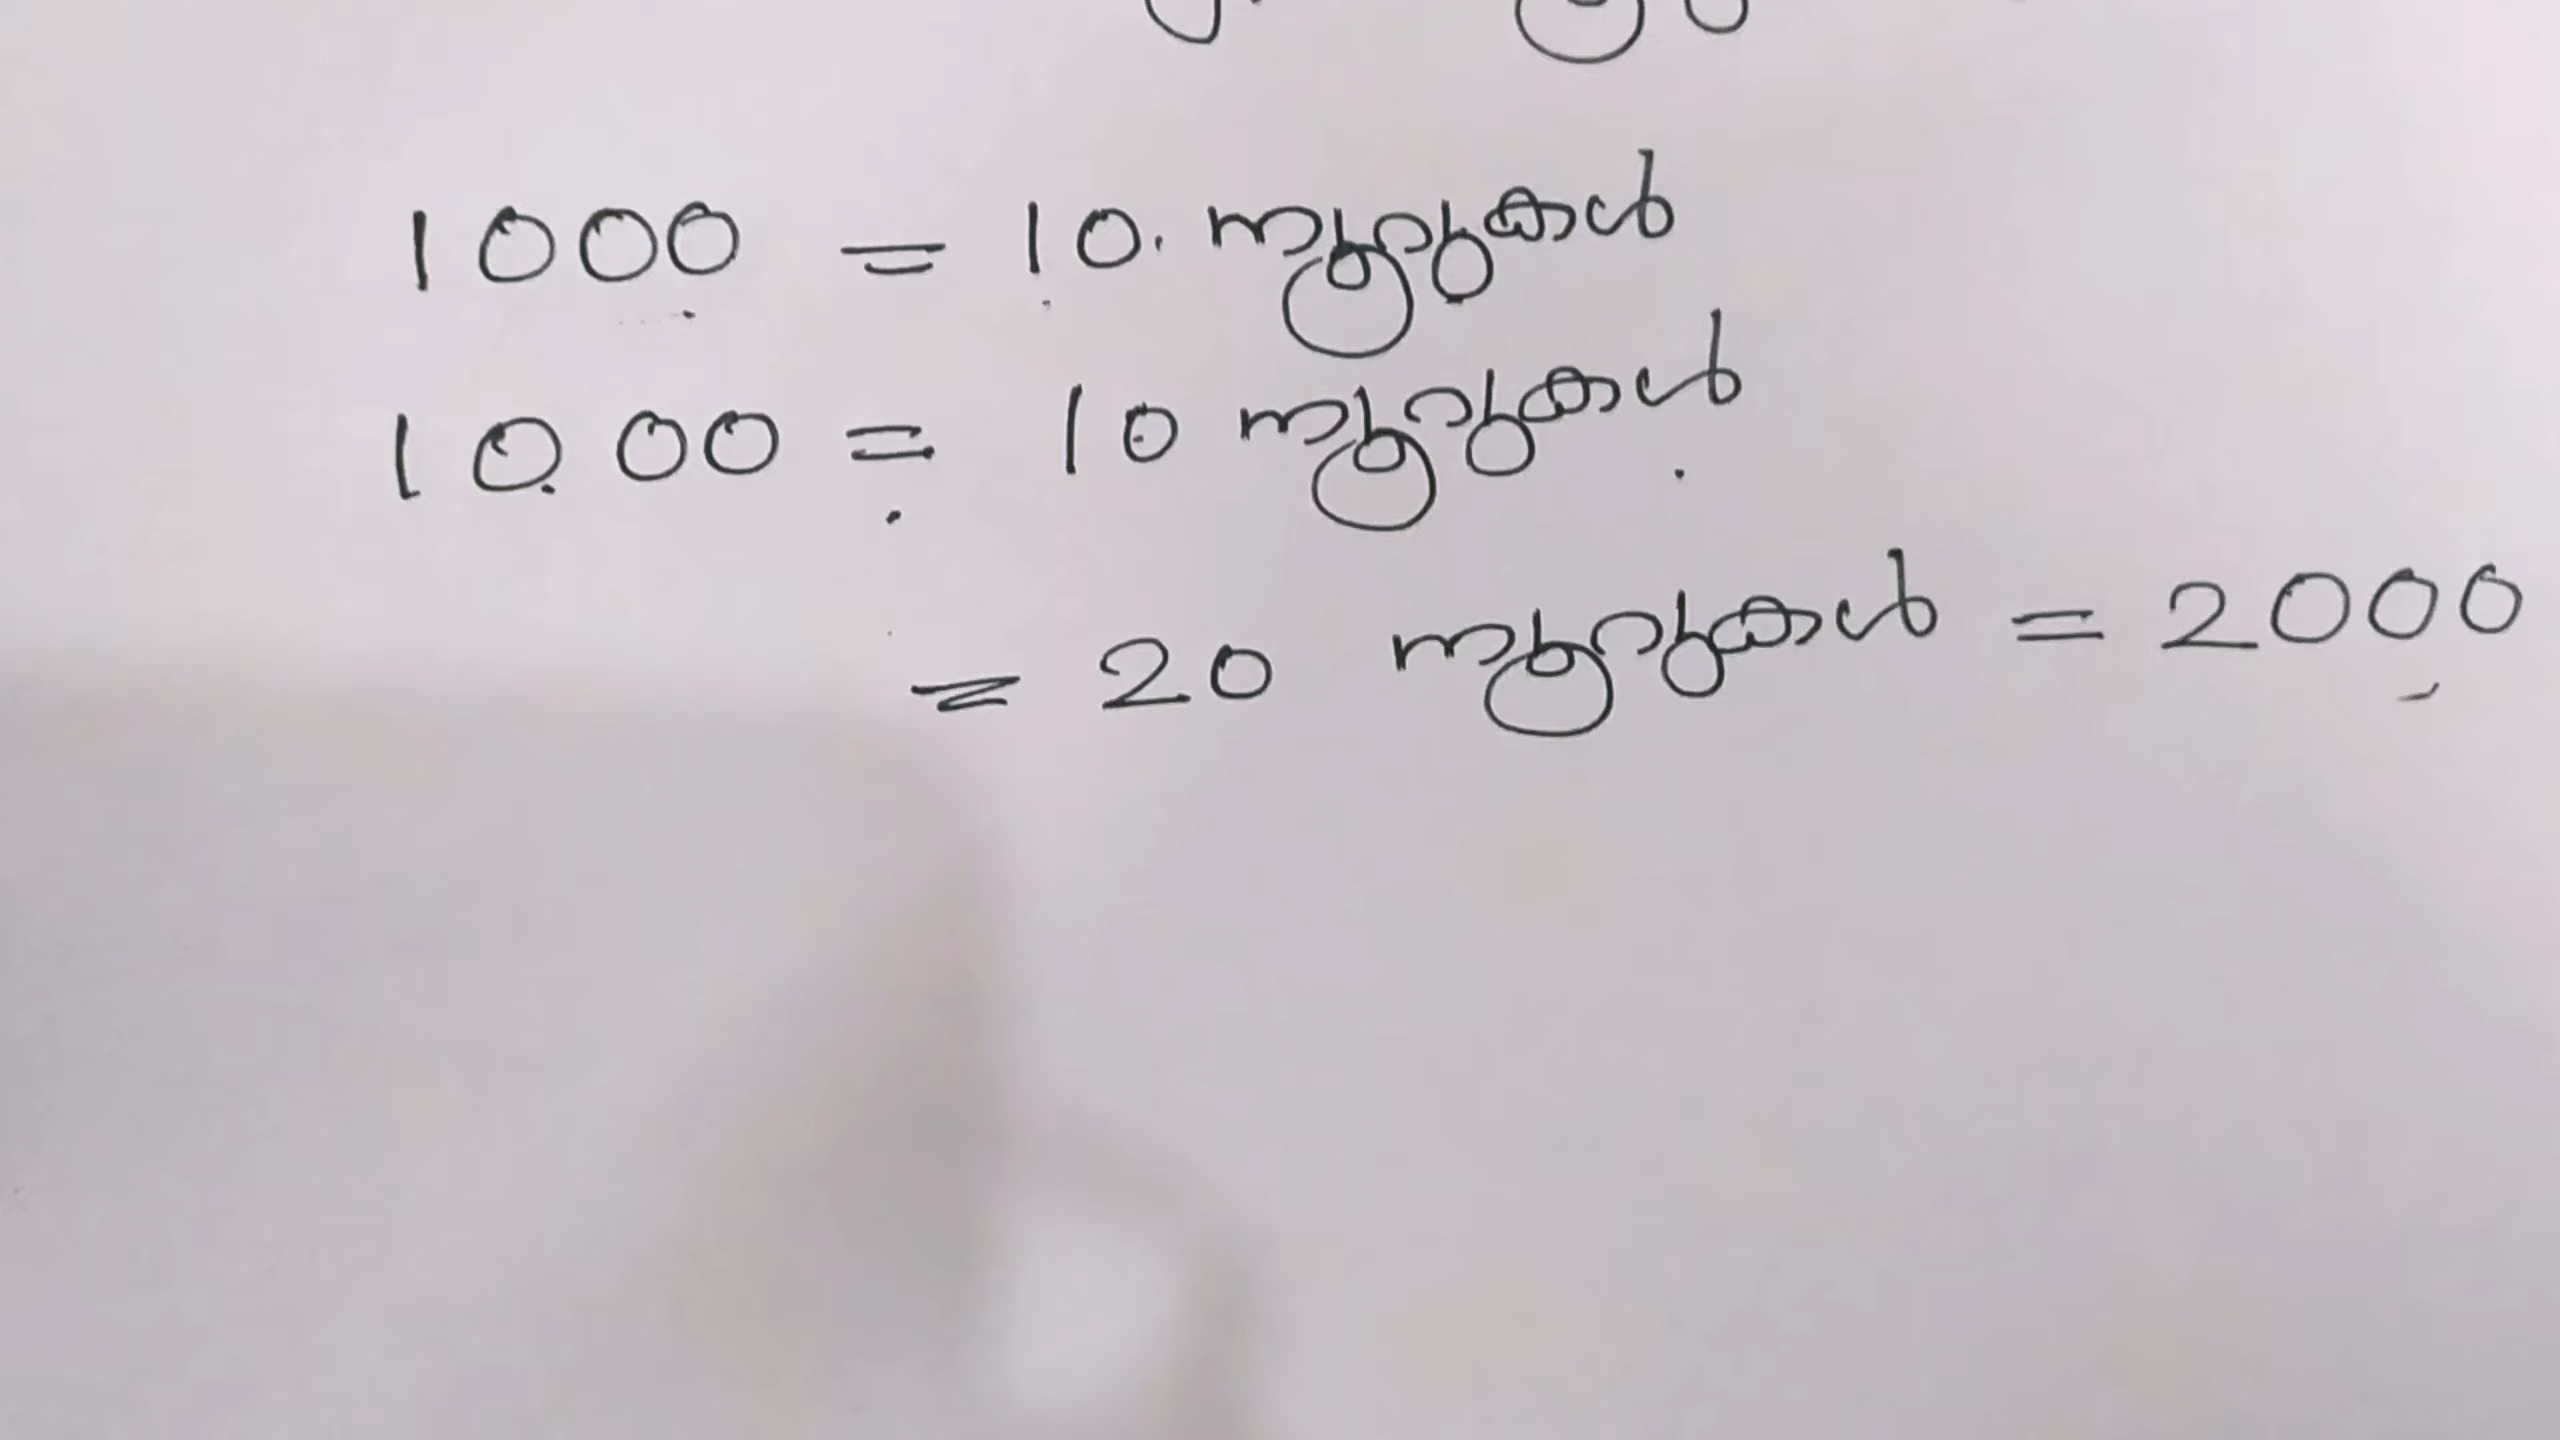 1000 = 10. നൂറുകൾ
1000 = 10 നൂറുകൾ
= 20 നൂറുകൾ = 2000